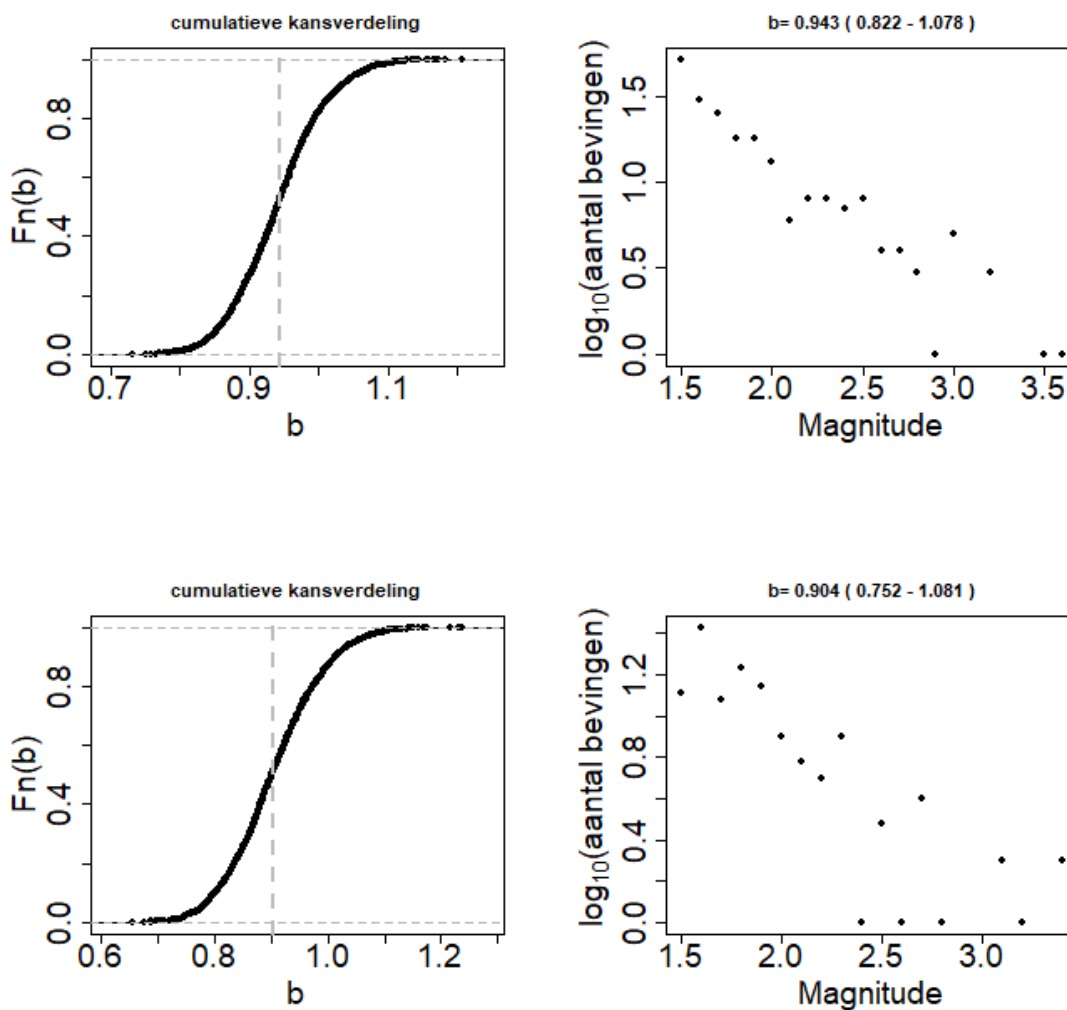 cumulatieve kansverdeling
Fn(b)
0.0 0.4 0.8
0.7 0.9 1.1
b
b= 0.943 ( 0.822 - 1.078 )
log10(aantal bevingen)
0.0 0.5 1.0 1.5
1.5 2.0 2.5 3.0 3.5
Magnitude
cumulatieve kansverdeling
Fn(b)
0.0 0.4 0.8
0.6 0.8 1.0 1.2
b
b= 0.904 ( 0.752 - 1.081 )
log10(aantal bevingen)
0.0 0.4 0.8 1.2
1.5 2.0 2.5 3.0
Magnitude